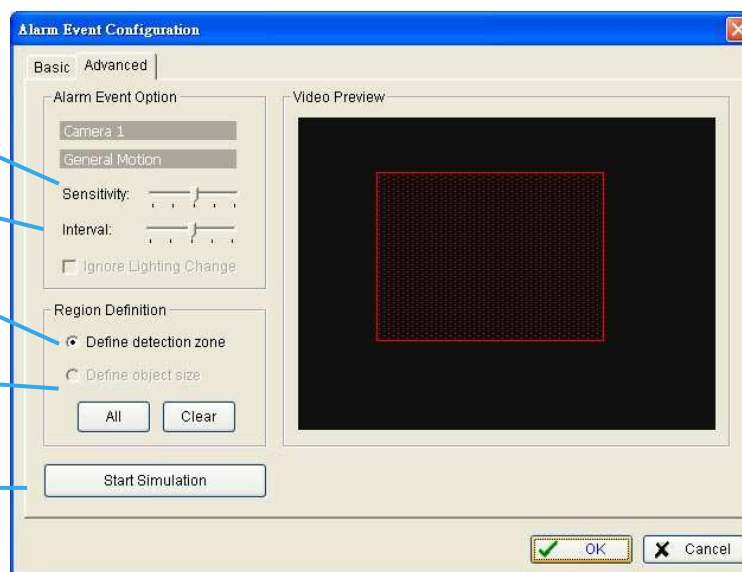 Alarm Event Configuration
Basic
Advanced
Alarm Event Option
Camera 1
General Motion
Sensitivity:
Interval:
Ignore Lighting Change
Region Definition
Define detection zone
Define object size
All
Clear
Start Simulation
Video Preview
OK
Cancel